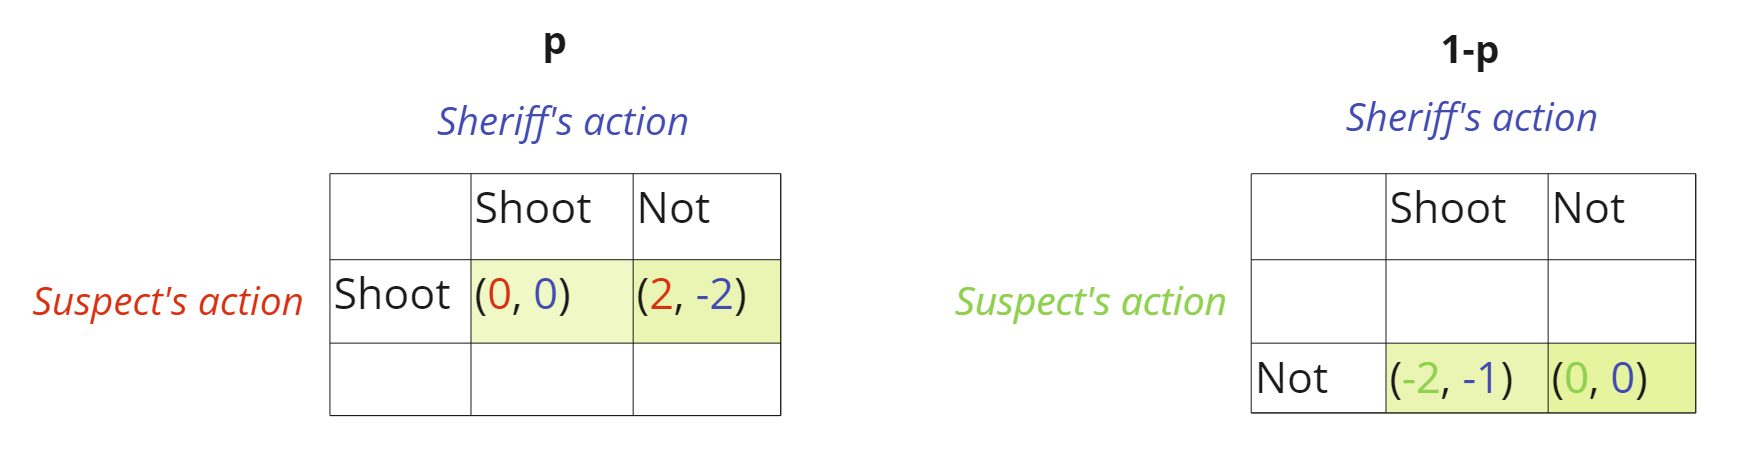 p
Sheriff's action
Shoot Not
Suspect's action
Shoot (0, 0) (2, -2)
1-p
Sheriff's action
Shoot Not
Suspect's action
Not (-2, -1) (0, 0)